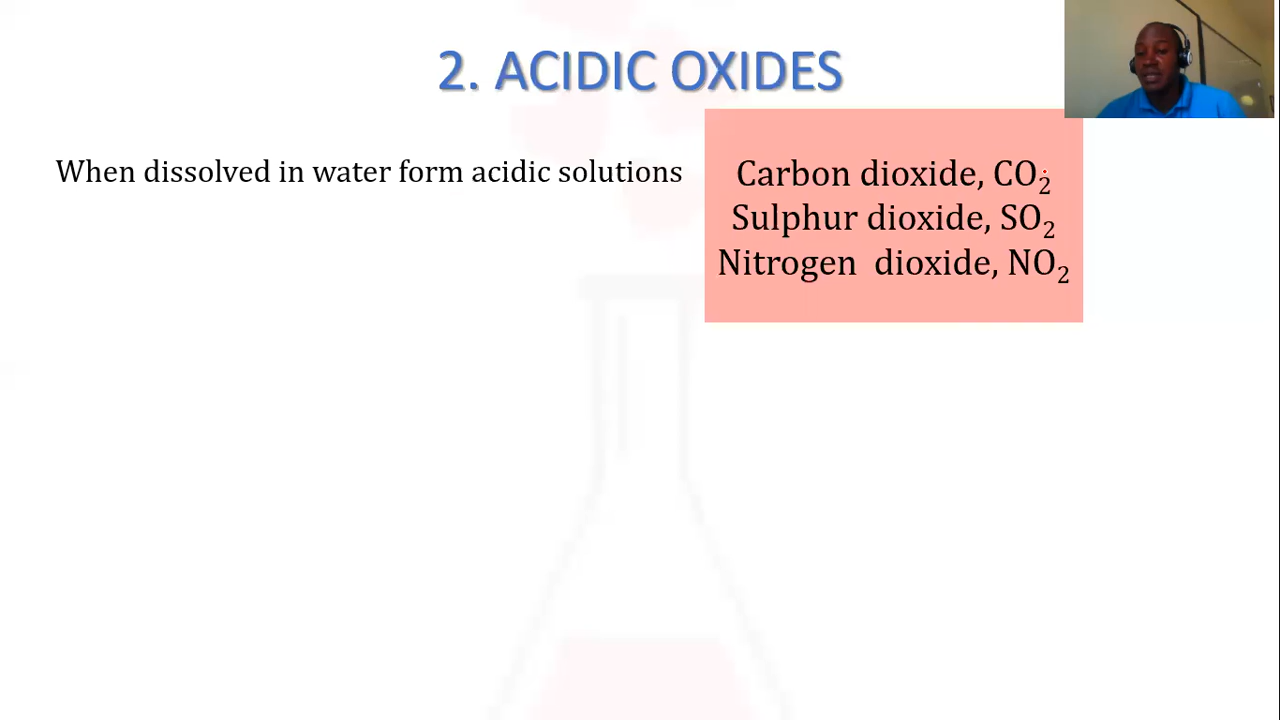 2. ACIDIC OXIDES
When dissolved in water form acidic solutions
Carbon dioxide, CO₂
Sulphur dioxide, SO₂
Nitrogen dioxide, NO₂